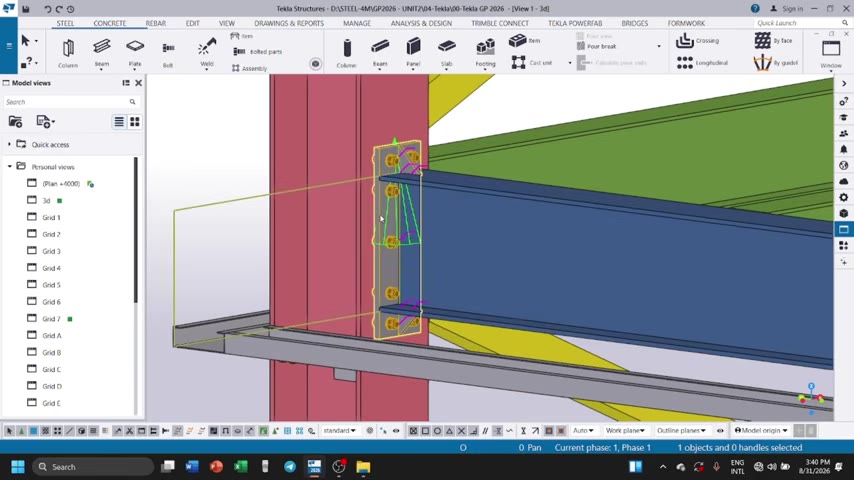 Tekla Structures - D:\STEEL-4M\GP2026 - UNIT2\04-Tekla\00-Tekla GP 2026 - [View 1 - 3d]
Sign in
STEEL CONCRETE REBAR EDIT VIEW DRAWINGS & REPORTS MANAGE ANALYSIS & DESIGN TRIMBLE CONNECT TEKLA POWERFAB BRIDGES FORMWORK
Quick Launch
Column Beam Plate Bolt Weld
Item
Bolted parts
Assembly
Column Beam Panel Slab Footing
Item
Cast unit
Pour view
Pour break
Calculate pour units
Crossing
Longitudinal
By face
By guidel
Window
Model views
Search
Quick access
Personal views
(Plan +4000)
3d
Grid 1
Grid 2
Grid 3
Grid 4
Grid 5
Grid 6
Grid 7
Grid A
Grid B
Grid C
Grid D
Grid E
standard
Auto
Work plane
Outline planes
Model origin
O
0 Pan
Current phase: 1, Phase 1
1 objects and 0 handles selected
Search
ENG
INTL
3:40 PM
8/31/2026